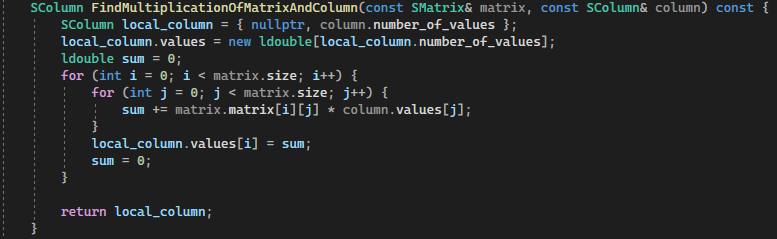 SColumn FindMultiplicationOfMatrixAndColumn(const SMatrix& matrix, const SColumn& column) const {
SColumn local_column = { nullptr, column.number_of_values };
local_column.values = new ldouble[local_column.number_of_values];
ldouble sum = 0;
for (int i = 0; i < matrix.size; i++) {
for (int j = 0; j < matrix.size; j++) {
sum += matrix.matrix[i][j] * column.values[j];
}
local_column.values[i] = sum;
sum = 0;
}
return local_column;
}